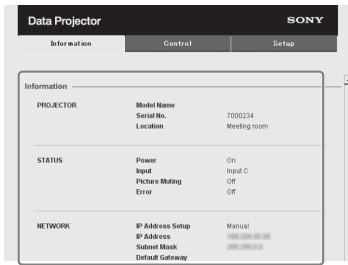 Data Projector
SONY
Information Control Setup
Information
PROJECTOR Model Name
Serial No. 7000234
Location Meeting room
STATUS Power On
Input Input C
Picture Muting Off
Error Off
NETWORK IP Address Setup Manual
IP Address
Subnet Mask
Default Gateway